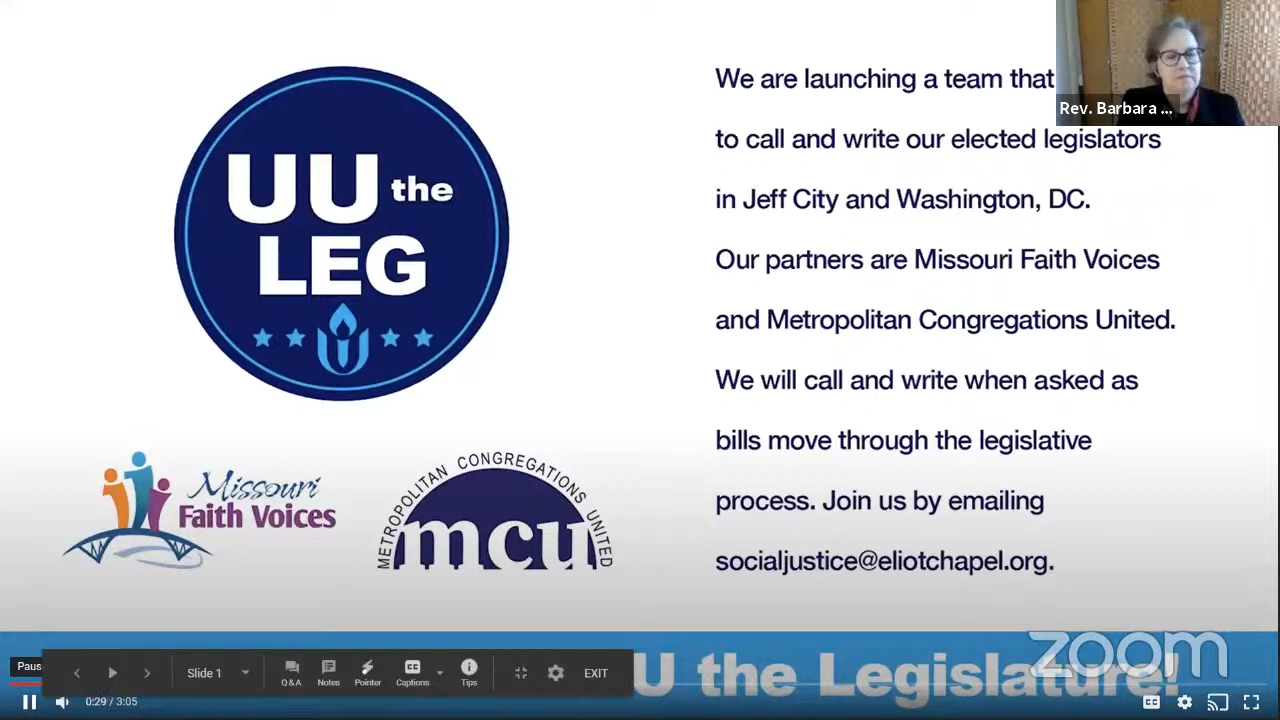 We are launching a team that
Rev. Barbara ...
to call and write our elected legislators
in Jeff City and Washington, DC.
Our partners are Missouri Faith Voices
and Metropolitan Congregations United.
We will call and write when asked as
bills move through the legislative
process. Join us by emailing
socialjustice@eliotchapel.org.
UU the
LEG
Missouri
Faith Voices
METROPOLITAN CONGREGATIONS UNITED
mcu
U the Legislature!
zoom
Paus
Slide 1
Q&A
Notes
Pointer
CC
Captions
Tips
EXIT
0:29 / 3:05
CC